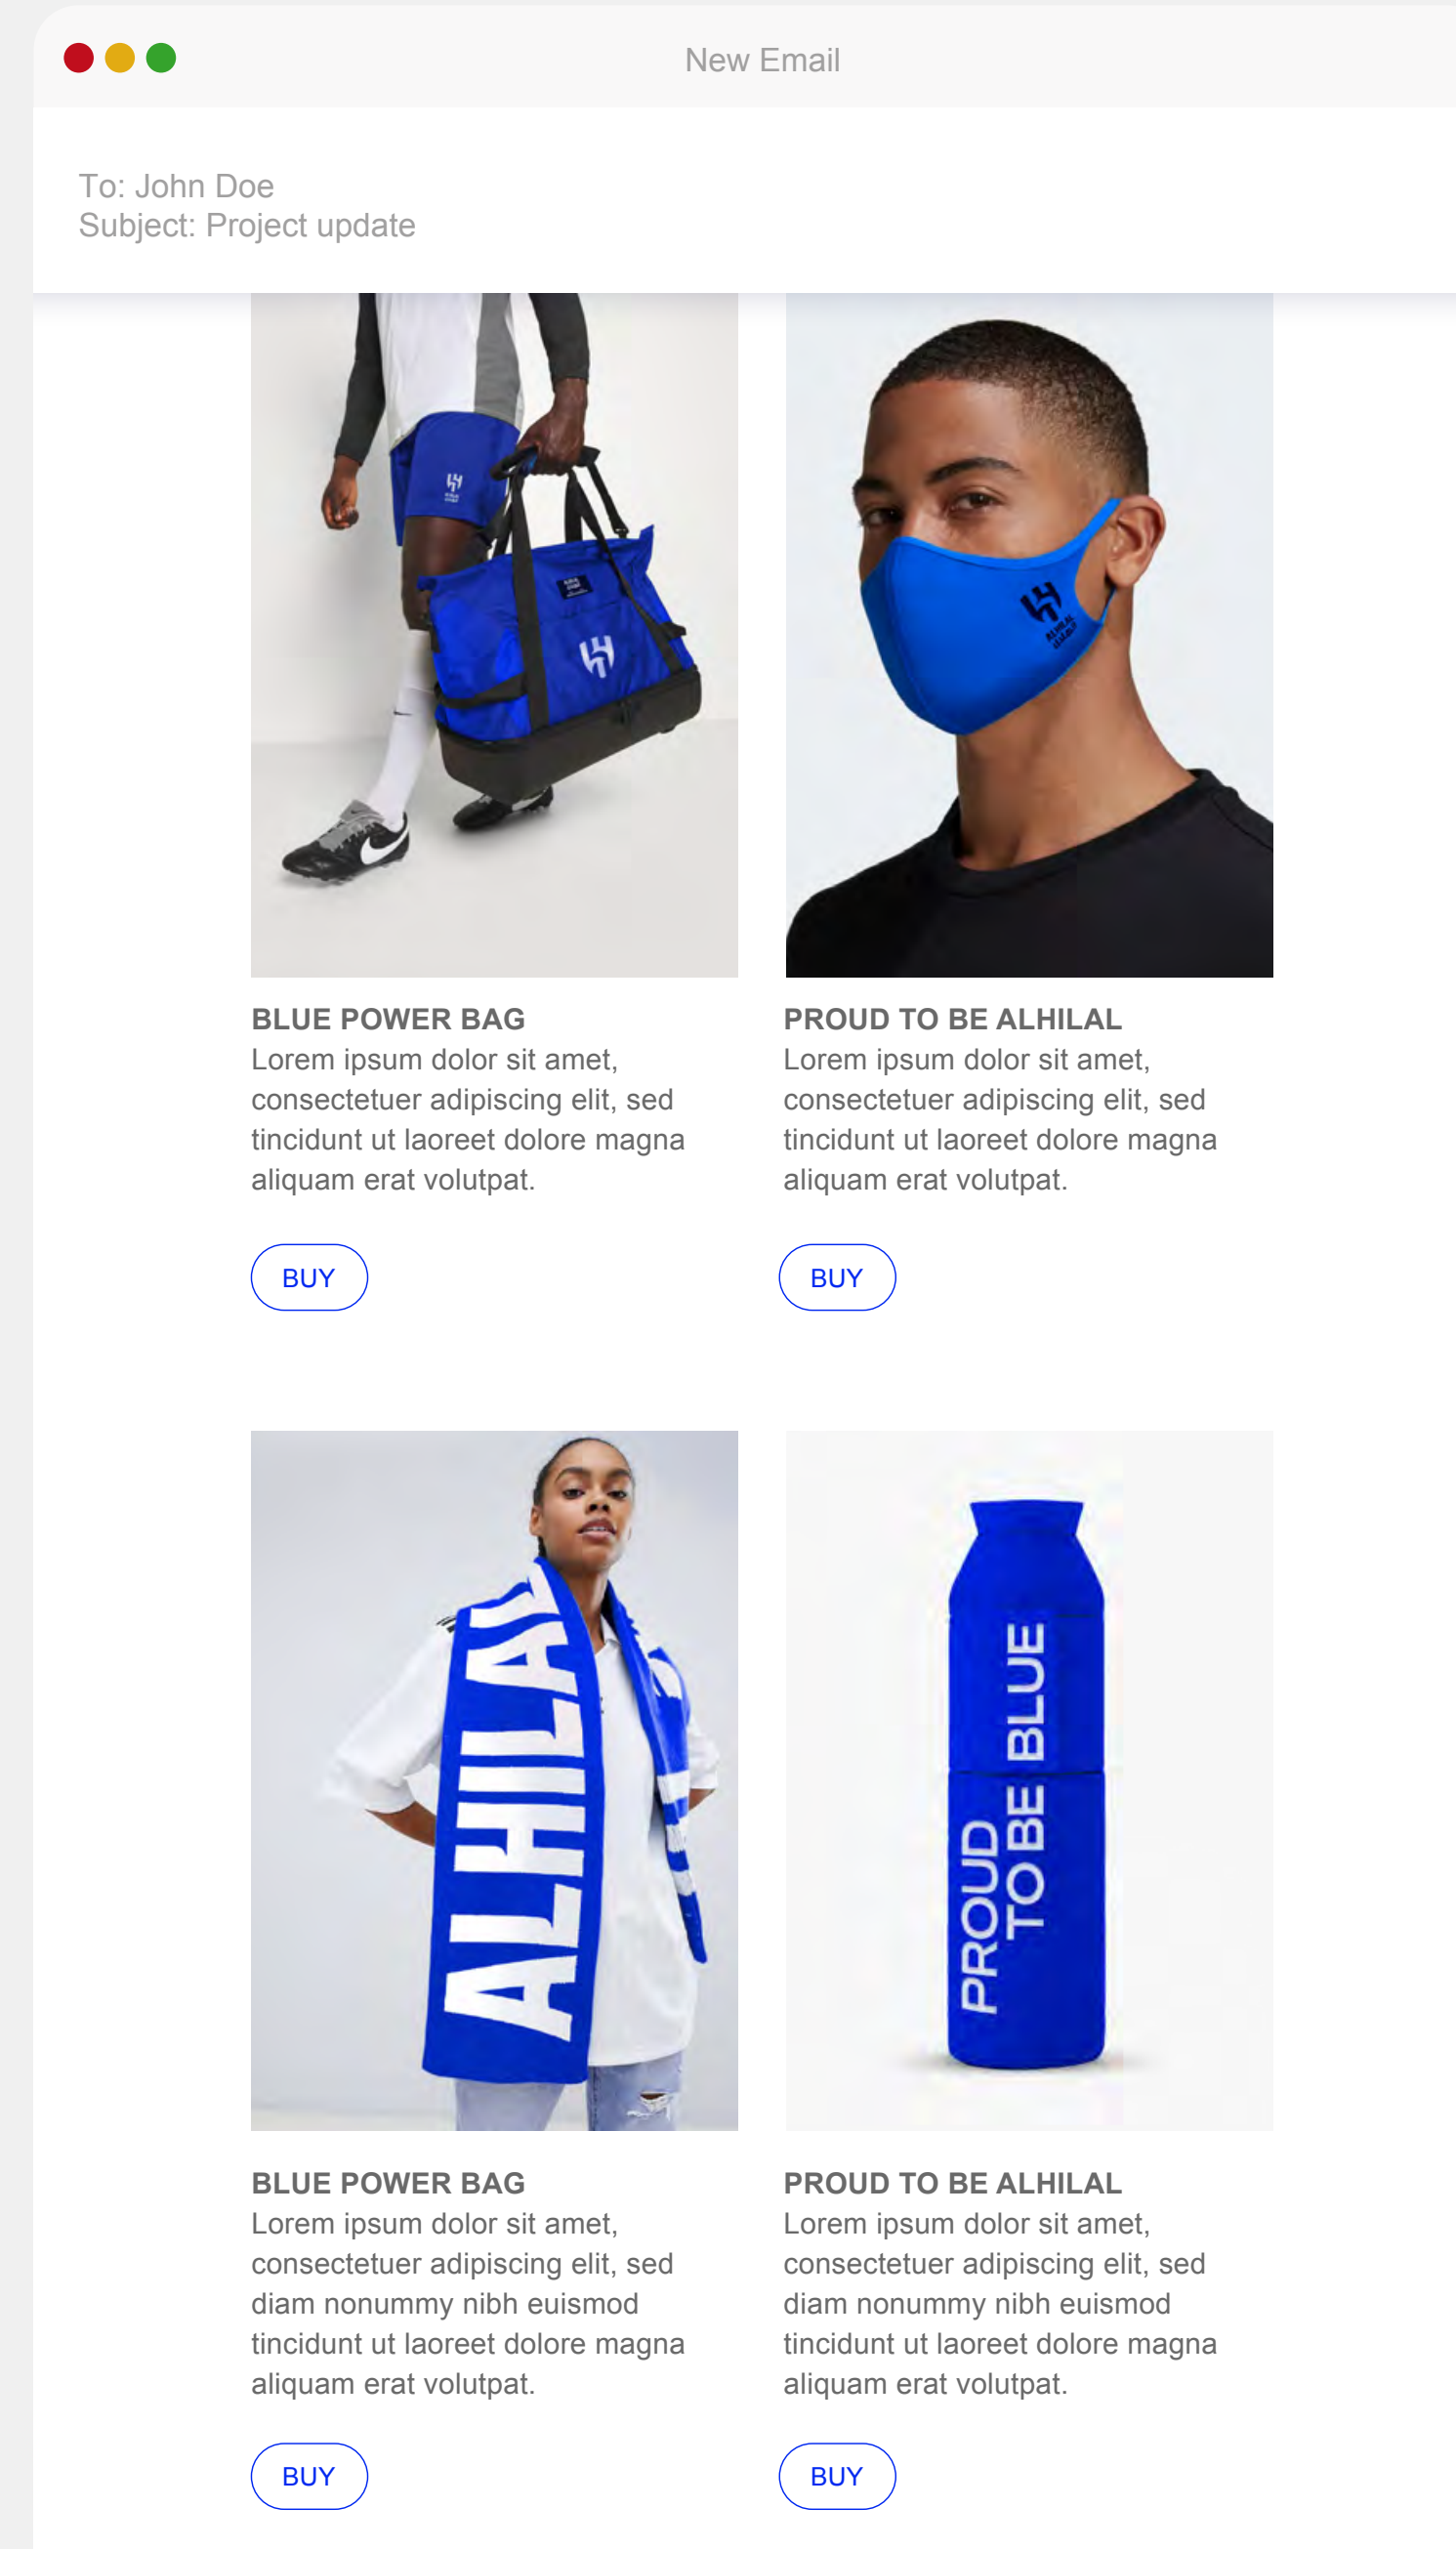 New Email
To: John Doe
Subject: Project update
ALHILAL
BLUE POWER BAG
Lorem ipsum dolor sit amet,
consectetuer adipiscing elit, sed
tincidunt ut laoreet dolore magna
aliquam erat volutpat.
BUY
PROUD TO BE ALHILAL
Lorem ipsum dolor sit amet,
consectetuer adipiscing elit, sed
tincidunt ut laoreet dolore magna
aliquam erat volutpat.
BUY
ALHILAL
PROUD
TO BE BLUE
BLUE POWER BAG
Lorem ipsum dolor sit amet,
consectetuer adipiscing elit, sed
diam nonummy nibh euismod
tincidunt ut laoreet dolore magna
aliquam erat volutpat.
BUY
PROUD TO BE ALHILAL
Lorem ipsum dolor sit amet,
consectetuer adipiscing elit, sed
diam nonummy nibh euismod
tincidunt ut laoreet dolore magna
aliquam erat volutpat.
BUY